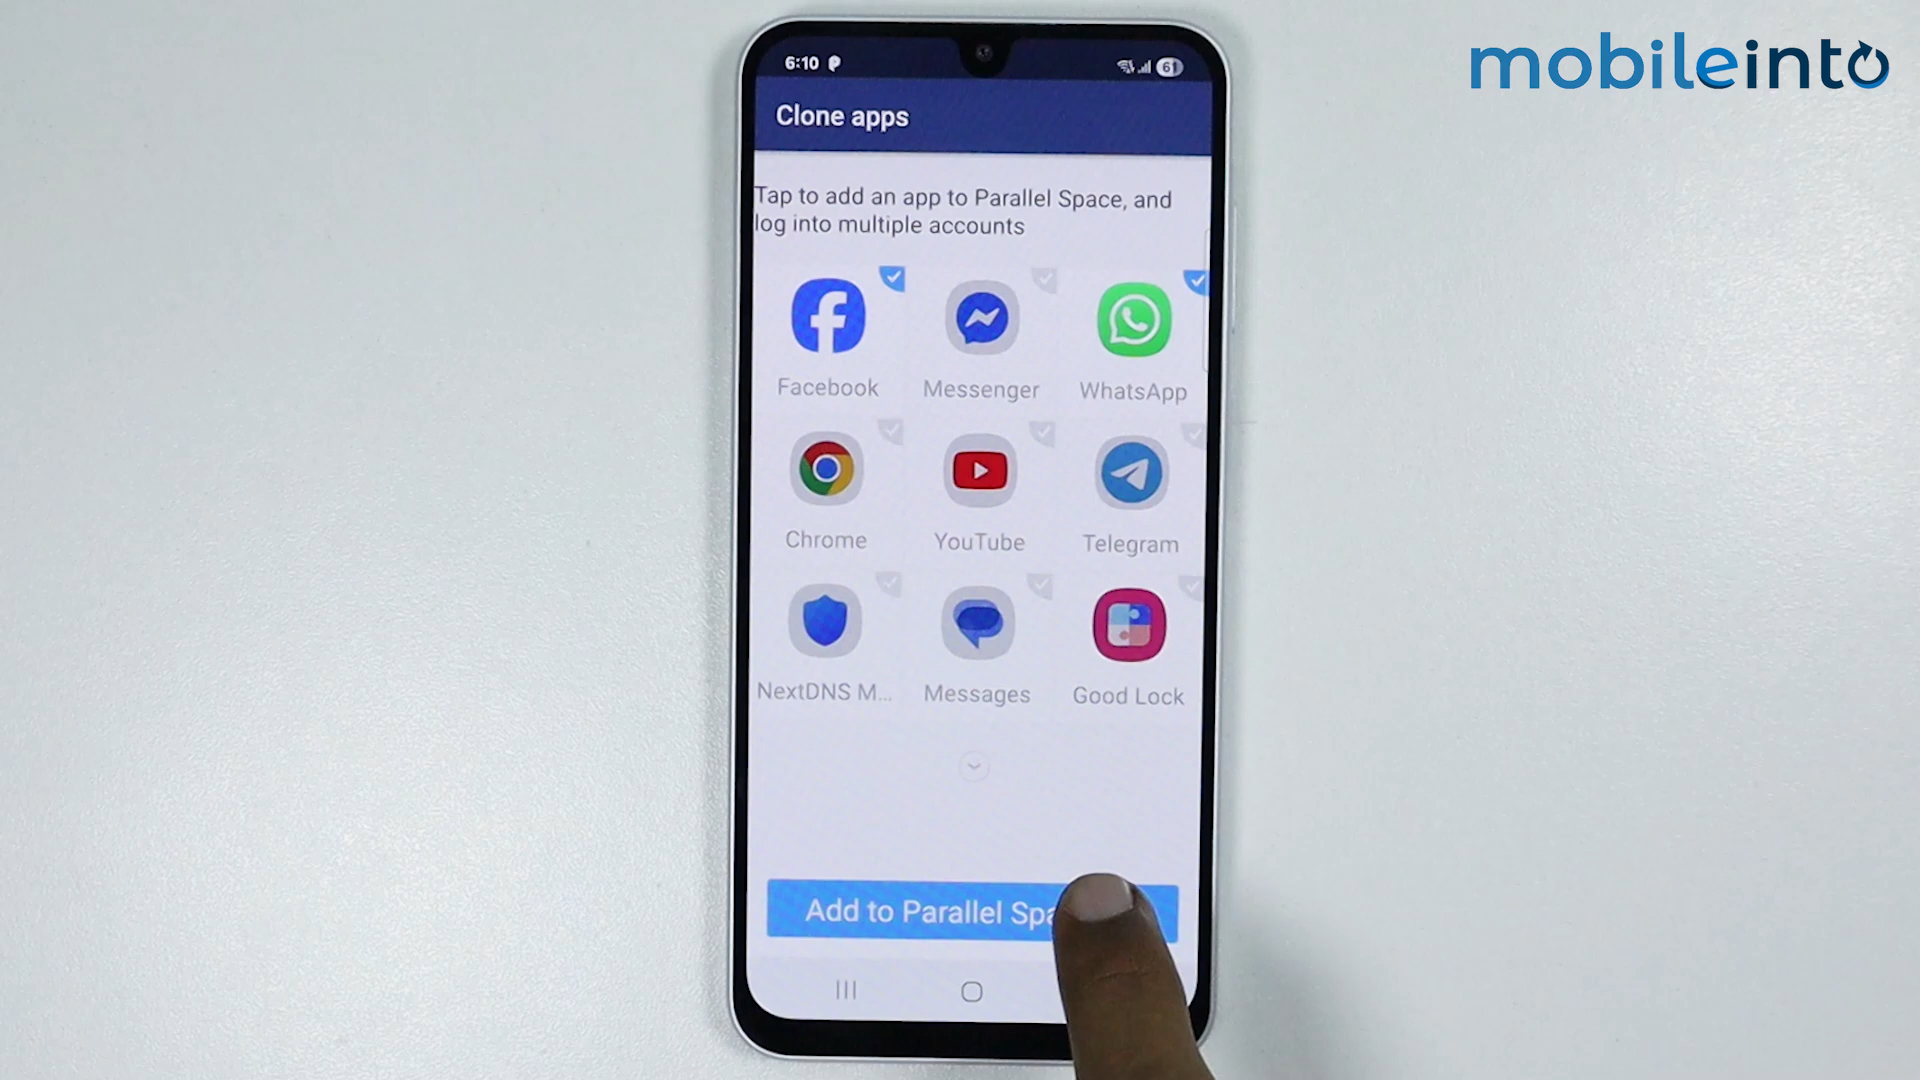 mobileinto
6:10
61
Clone apps
Tap to add an app to Parallel Space, and
log into multiple accounts
Facebook
Messenger
WhatsApp
Chrome
YouTube
Telegram
NextDNS M...
Messages
Good Lock
Add to Parallel